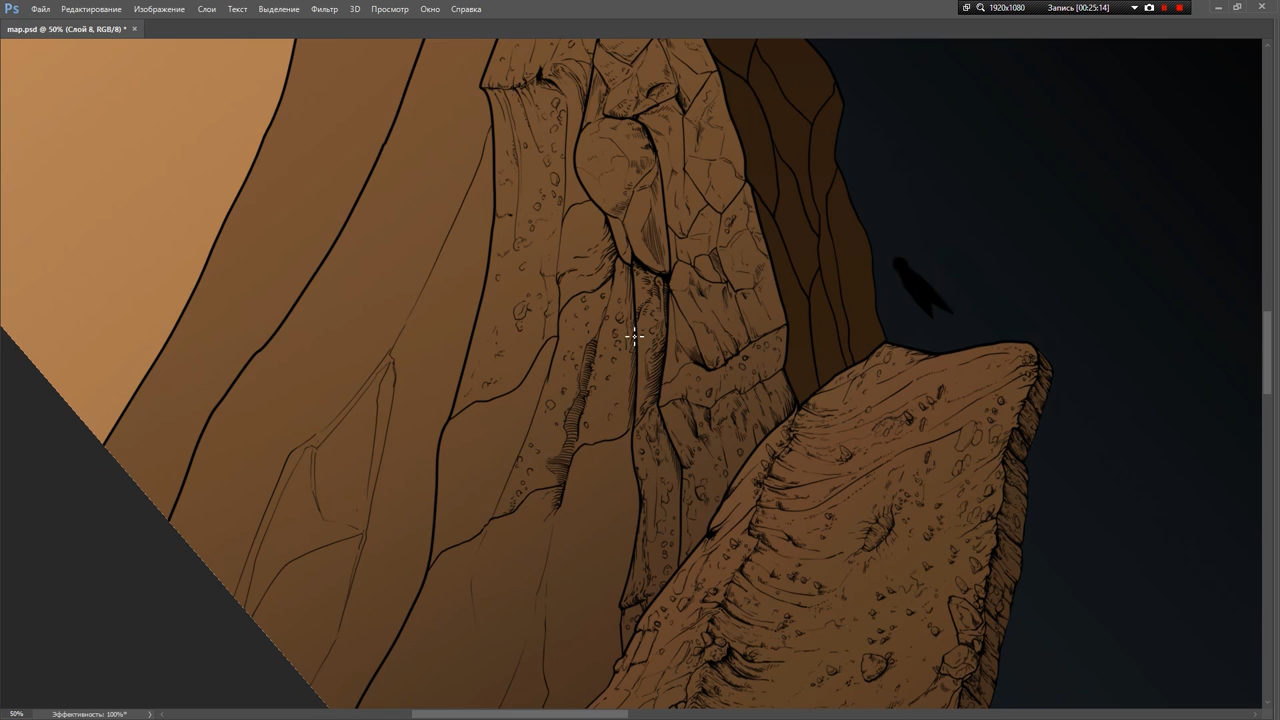 Ps Файл Редактирование Изображение Слои Текст Выделение Фильтр 3D Просмотр Окно Справка 1920x1080 Запись [00:25:14]
map.psd @ 50% (Слой 8, RGB/8) * ×
50% Эффективность: 100%*